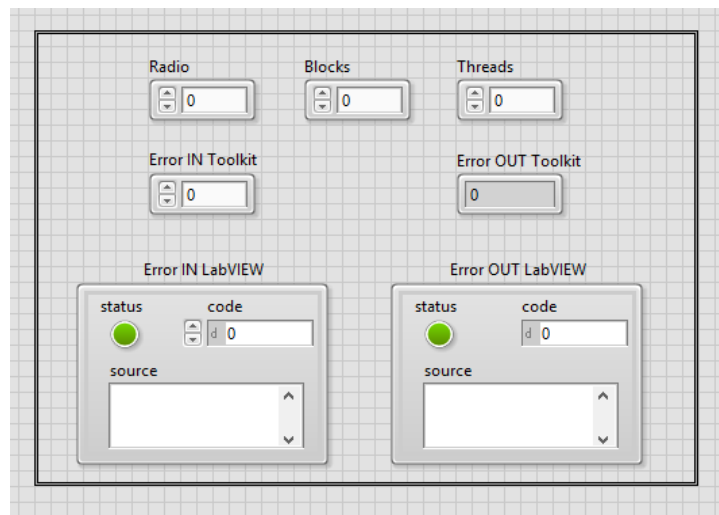 Radio Blocks Threads
0 0 0
Error IN Toolkit Error OUT Toolkit
0 0
Error IN LabVIEW Error OUT LabVIEW
status code status code
d 0 d 0
source source